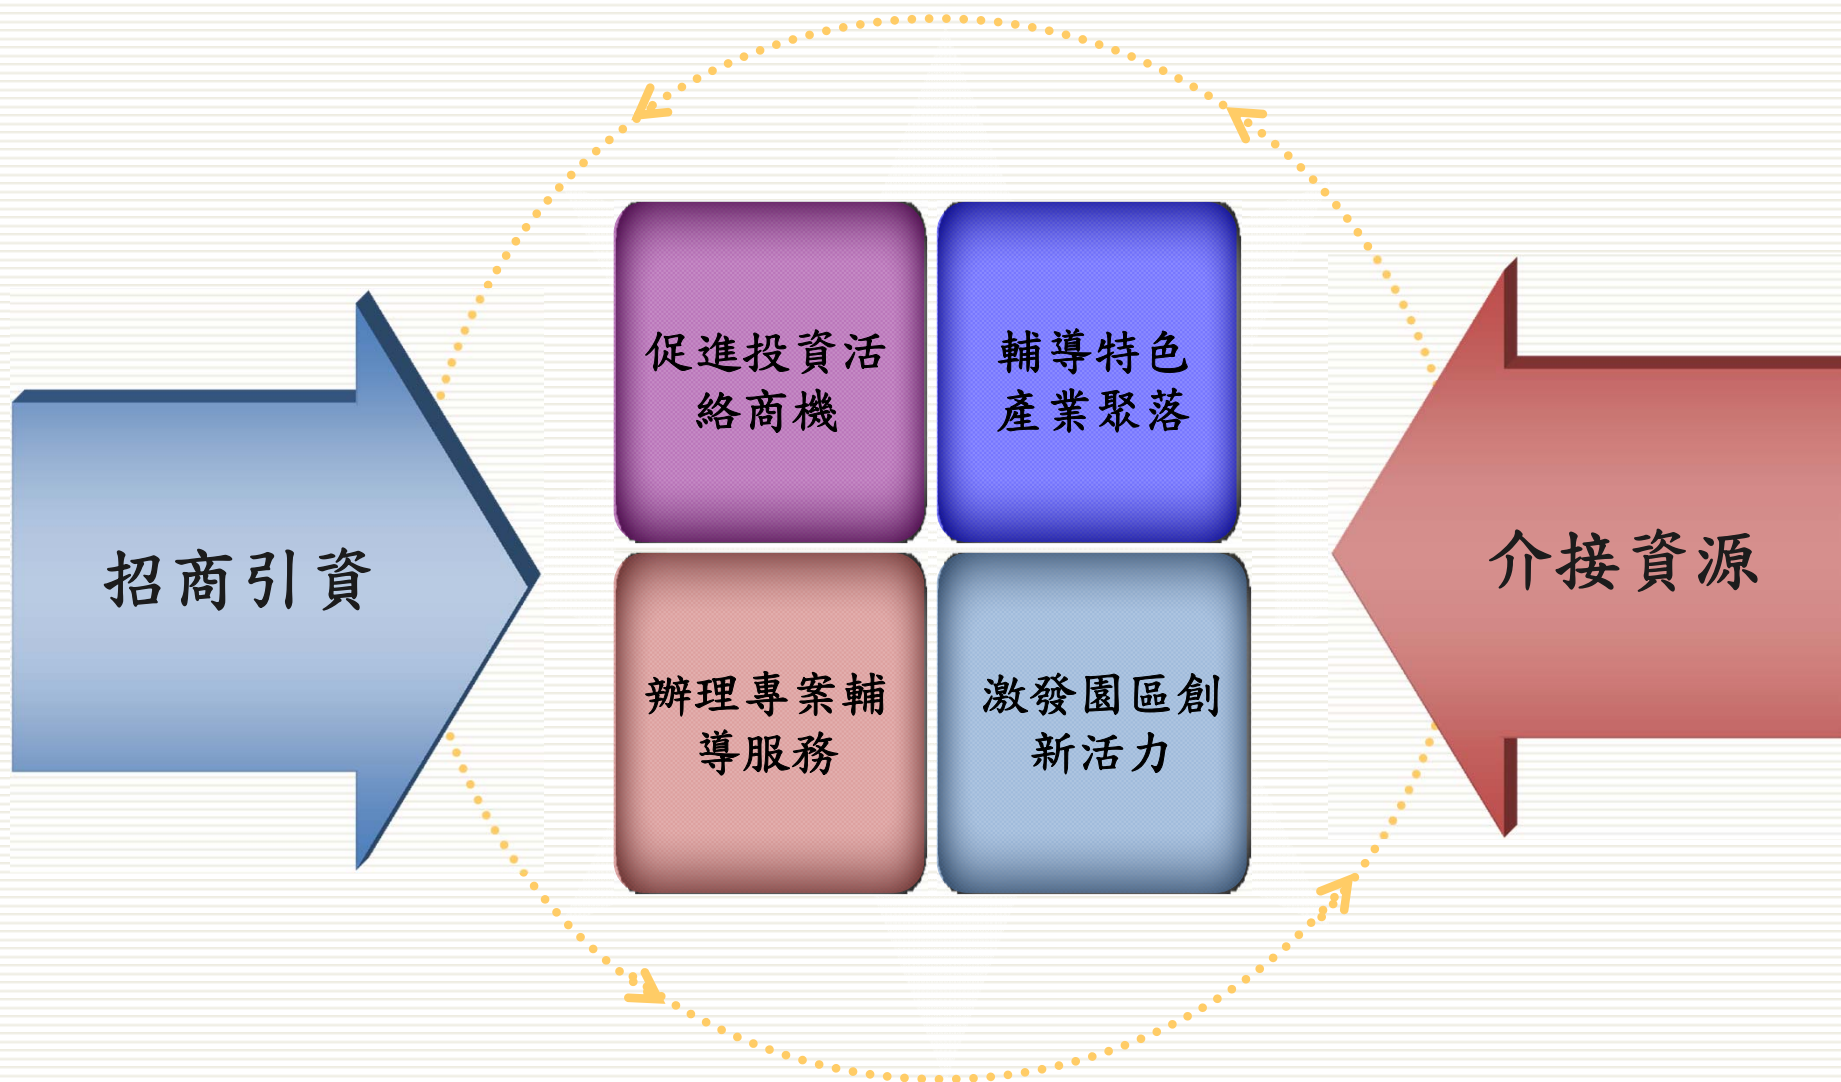 促進投資活
絡商機
輔導特色
產業聚落
招商引資
介接資源
辦理專案輔
導服務
激發園區創
新活力